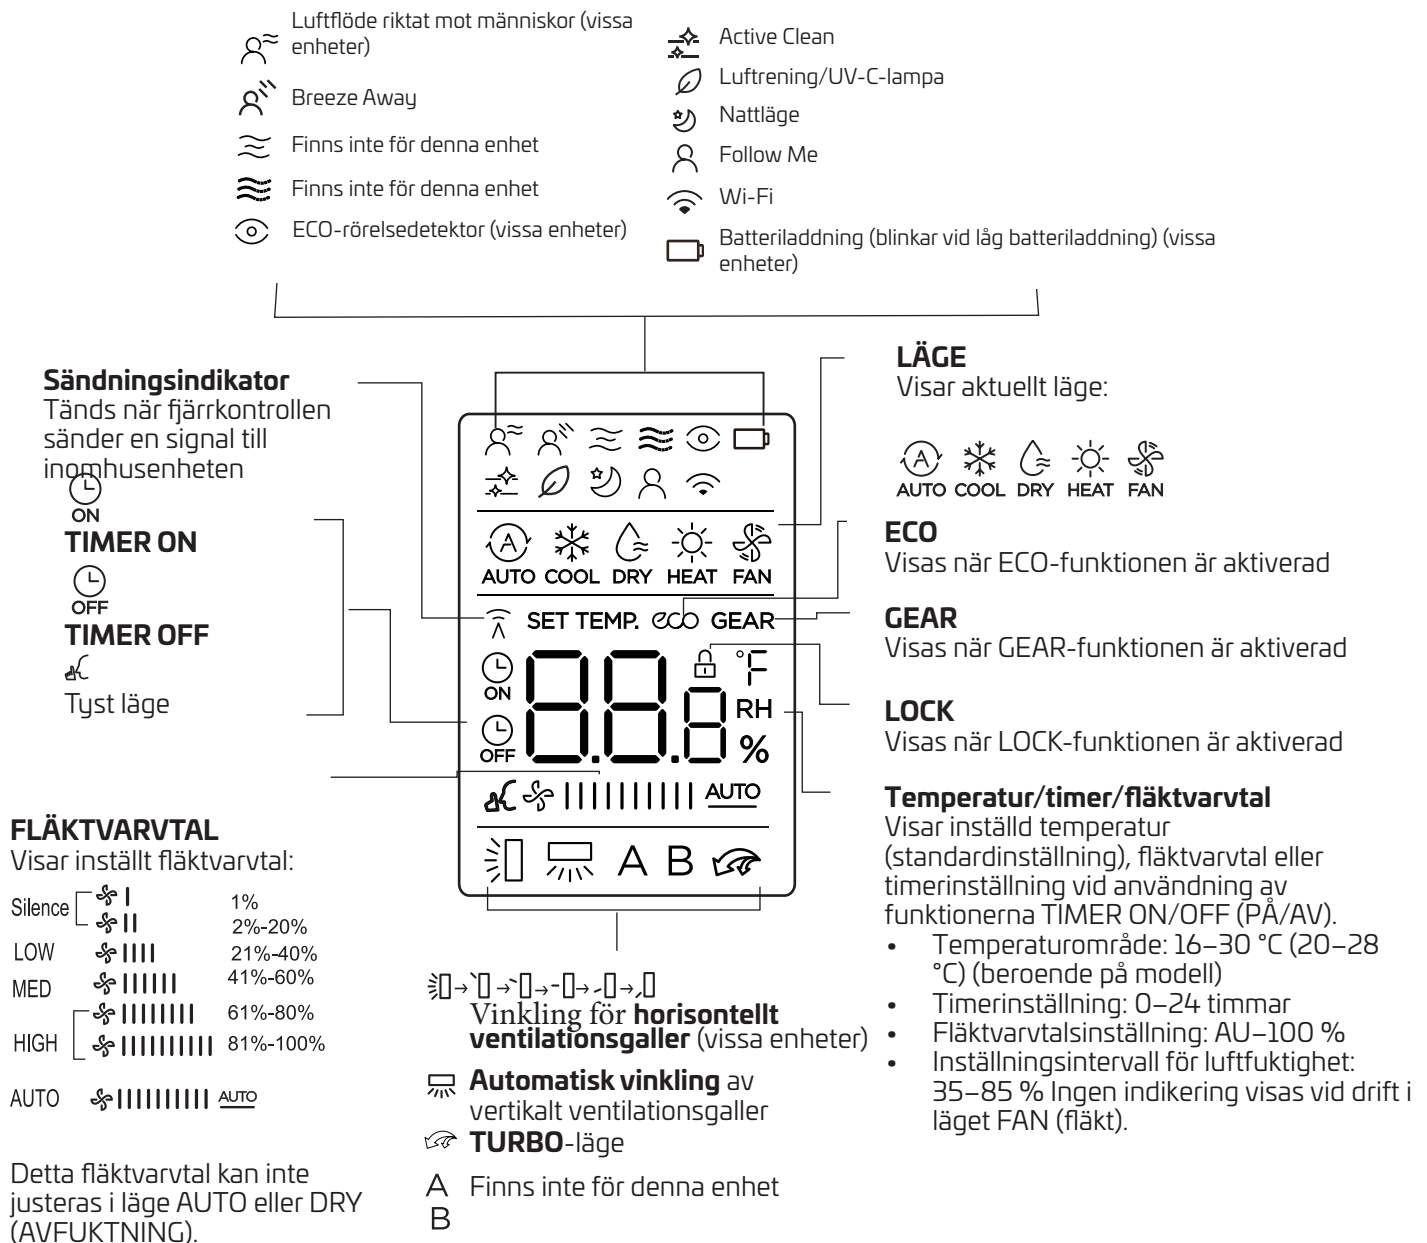 Luftflöde riktat mot människor (vissa
enheter)
Breeze Away
Finns inte för denna enhet
Finns inte för denna enhet
ECO-rörelsedetektor (vissa enheter)
Active Clean
Luftrening/UV-C-lampa
Nattläge
Follow Me
Wi-Fi
Batteriladdning (blinkar vid låg batteriladdning) (vissa
enheter)
Sändningsindikator
Tänds när fjärrkontrollen
sänder en signal till
inomhusenheten
ON
TIMER ON
OFF
TIMER OFF
Tyst läge
FLÄKTVARVTAL
Visar inställt fläktvarvtal:
Silence 1%
2%-20%
LOW 21%-40%
MED 41%-60%
61%-80%
HIGH 81%-100%
AUTO AUTO
Detta fläktvarvtal kan inte
justeras i läge AUTO eller DRY
(AVFUKTNING).
A
AUTO COOL DRY HEAT FAN
SET TEMP. eco GEAR
ON
OFF
88.8
°F
RH
%
AUTO
A B
Vinkling för horisontellt
ventilationsgaller (vissa enheter)
Automatisk vinkling av
vertikalt ventilationsgaller
TURBO-läge
A Finns inte för denna enhet
B
LÄGE
Visar aktuellt läge:
A
AUTO COOL DRY HEAT FAN
ECO
Visas när ECO-funktionen är aktiverad
GEAR
Visas när GEAR-funktionen är aktiverad
LOCK
Visas när LOCK-funktionen är aktiverad
Temperatur/timer/fläktvarvtal
Visar inställd temperatur
(standardinställning), fläktvarvtal eller
timerinställning vid användning av
funktionerna TIMER ON/OFF (PÅ/AV).
• Temperaturområde: 16–30 °C (20–28
°C) (beroende på modell)
• Timerinställning: 0–24 timmar
• Fläktvarvtalsinställning: AU–100 %
• Inställningsintervall för luftfuktighet:
35–85 % Ingen indikering visas vid drift i
läget FAN (fläkt).